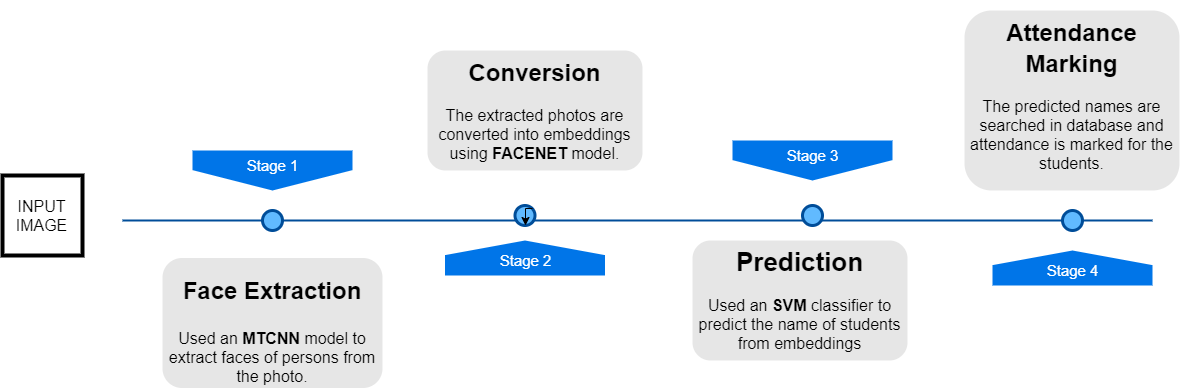 INPUT
IMAGE
Stage 1
Face Extraction
Used an MTCNN model to
extract faces of persons from
the photo.
Conversion
The extracted photos are
converted into embeddings
using FACENET model.
Stage 2
Stage 3
Prediction
Used an SVM classifier to
predict the name of students
from embeddings
Attendance
Marking
The predicted names are
searched in database and
attendance is marked for the
students.
Stage 4